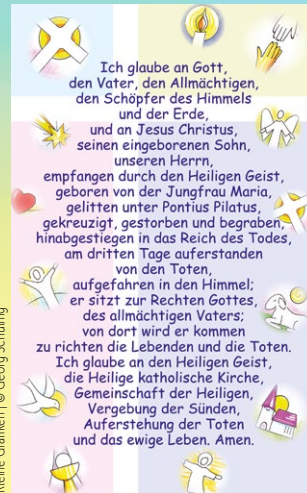 Ich glaube an Gott,
den Vater, den Allmächtigen,
den Schöpfer des Himmels
und der Erde,
und an Jesus Christus,
seinen eingeborenen Sohn,
unseren Herrn,
empfangen durch den Heiligen Geist,
geboren von der Jungfrau Maria,
gelitten unter Pontius Pilatus,
gekreuzigt, gestorben und begraben,
hinabgestiegen in das Reich des Todes,
am dritten Tage auferstanden
von den Toten,
aufgefahren in den Himmel;
er sitzt zur Rechten Gottes,
des allmächtigen Vaters;
von dort wird er kommen
zu richten die Lebenden und die Toten.
Ich glaube an den Heiligen Geist,
die Heilige katholische Kirche,
Gemeinschaft der Heiligen,
Vergebung der Sünden,
Auferstehung der Toten
und das ewige Leben. Amen.